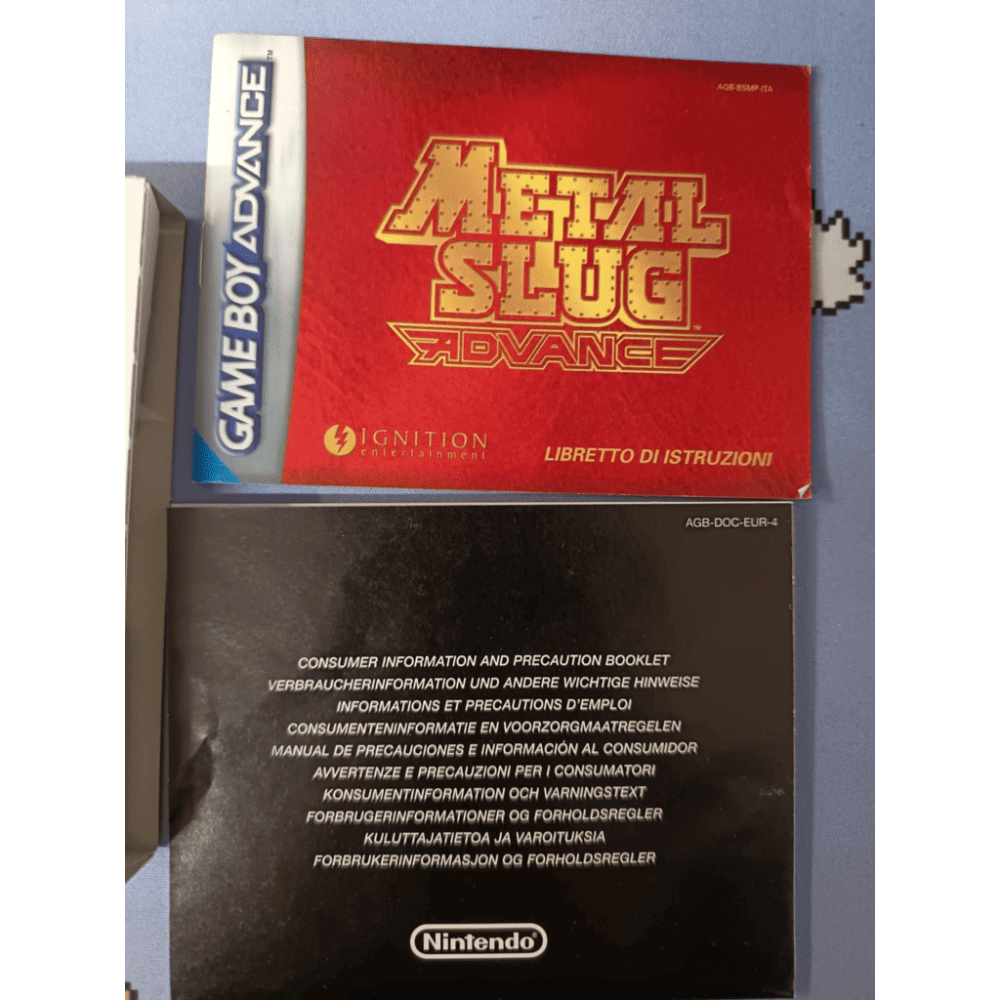 GAME BOY ADVANCE™
AGB-BSMP-ITA
METAL
SLUG™
ADVANCE
IGNITION
entertainment
LIBRETTO DI ISTRUZIONI
AGB-DOC-EUR-4
CONSUMER INFORMATION AND PRECAUTION BOOKLET
VERBRAUCHERINFORMATION UND ANDERE WICHTIGE HINWEISE
INFORMATIONS ET PRECAUTIONS D'EMPLOI
CONSUMENTENINFORMATIE EN VOORZORGMAATREGELEN
MANUAL DE PRECAUCIONES E INFORMACIÓN AL CONSUMIDOR
AVVERTENZE E PRECAUZIONI PER I CONSUMATORI
KONSUMENTINFORMATION OCH VARNINGSTEXT
FORBRUGERINFORMATIONER OG FORHOLDSREGLER
KULUTTAJATIETOA JA VAROITUKSIA
FORBRUKERINFORMASJON OG FORHOLDSREGLER
Nintendo®